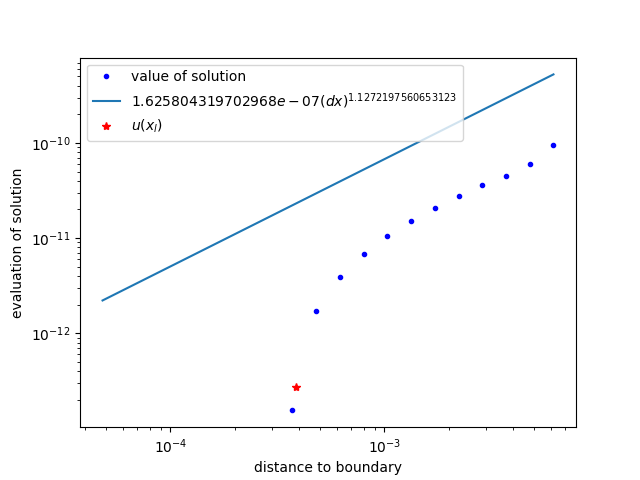 value of solution
1.625804319702968e − 07(dx)^1.1272197560653123
u(x_l)
10^−10
10^−11
10^−12
evaluation of solution
10^−4
10^−3
distance to boundary